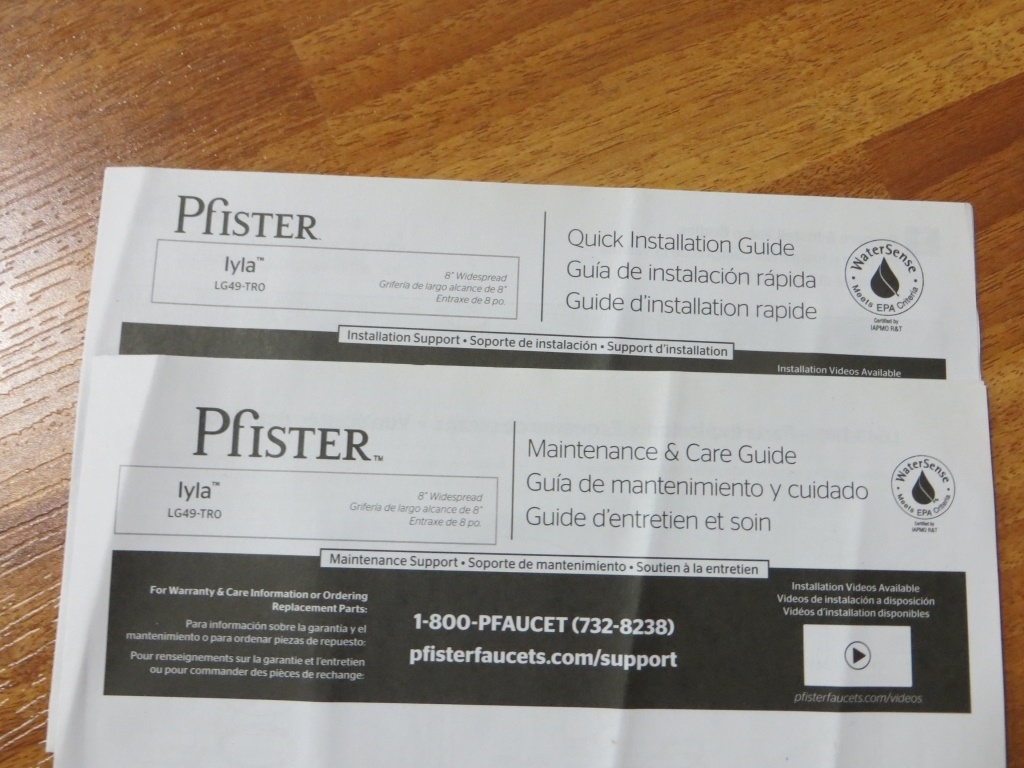 Pfister
lyla™
LG49-TR0
8" Widespread
Grifería de largo alcance de 8"
Entraxe de 8 po.
Quick Installation Guide
Guía de instalación rápida
Guide d'installation rapide
WaterSense
Meets EPA Criteria
Certified by
IAPMO R&T
Installation Support • Soporte de instalación • Support d'installation
Installation Videos Available
Pfister™
lyla™
LG49-TR0
8" Widespread
Grifería de largo alcance de 8"
Entraxe de 8 po.
Maintenance & Care Guide
Guía de mantenimiento y cuidado
Guide d'entretien et soin
WaterSense
Meets EPA Criteria
Certified by
IAPMO R&T
Maintenance Support • Soporte de mantenimiento • Soutien à la entretien
For Warranty & Care Information or Ordering
Replacement Parts:
Para información sobre la garantía y el
mantenimiento o para ordenar piezas de repuesto:
Pour renseignements sur la garantie et l'entretien
ou pour commander des pièces de rechange:
1-800-PFAUCET (732-8238)
pfisterfaucets.com/support
Installation Videos Available
Videos de instalación a disposición
Vidéos d'installation disponibles
pfisterfaucets.com/videos